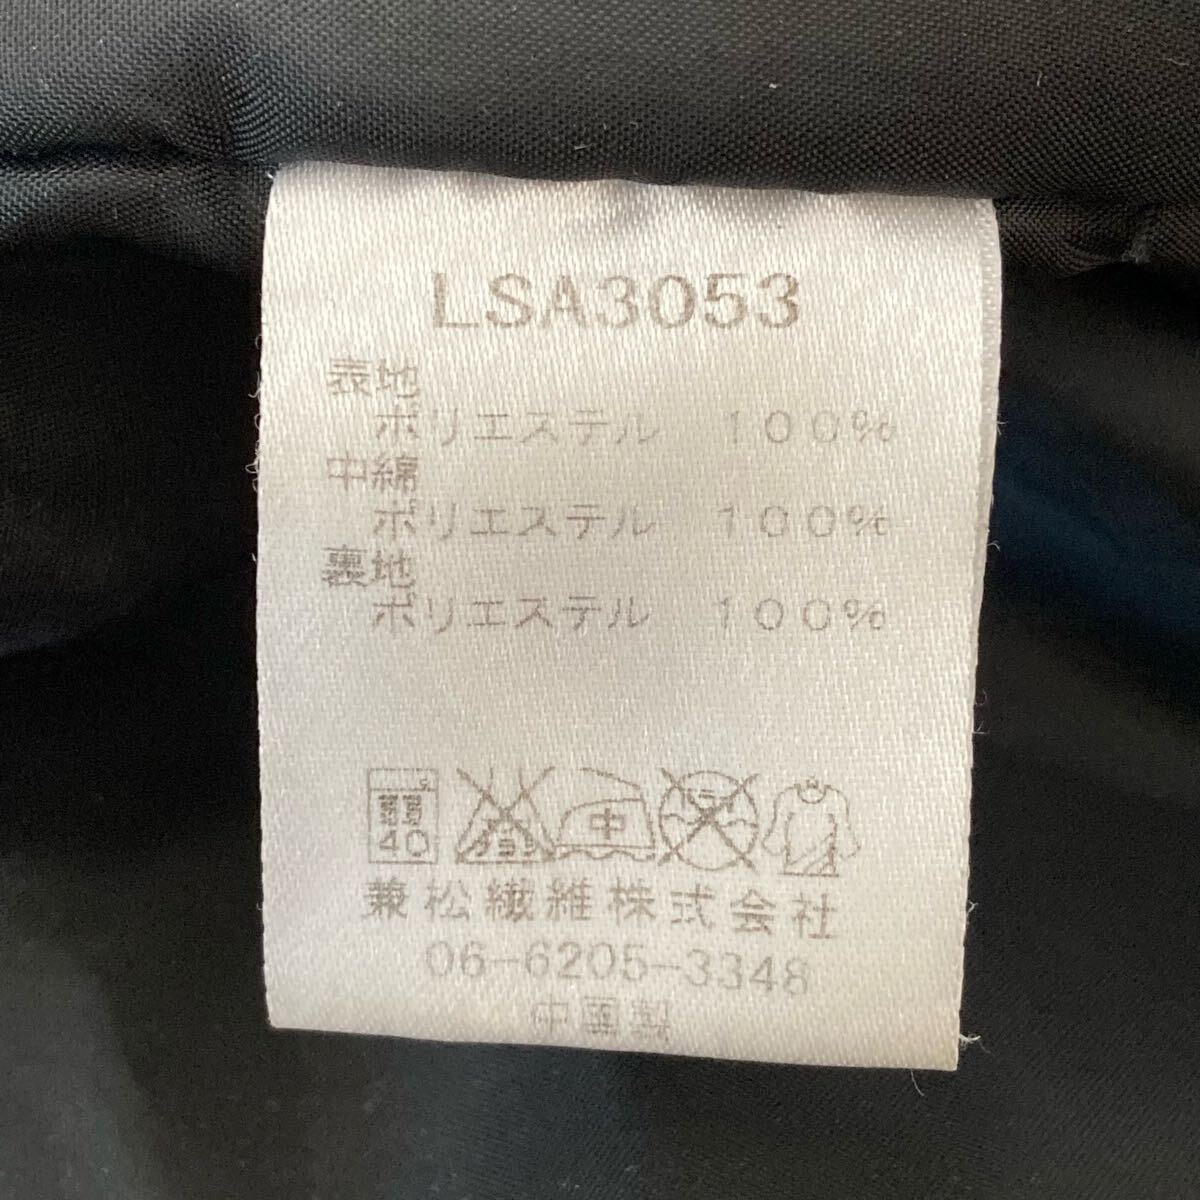 LSA3053
表地
ポリエステル 100%
中綿
ポリエステル 100%
裏地
ポリエステル 100%
40 中
兼松繊維株式会社
06-6205-3348
中国製